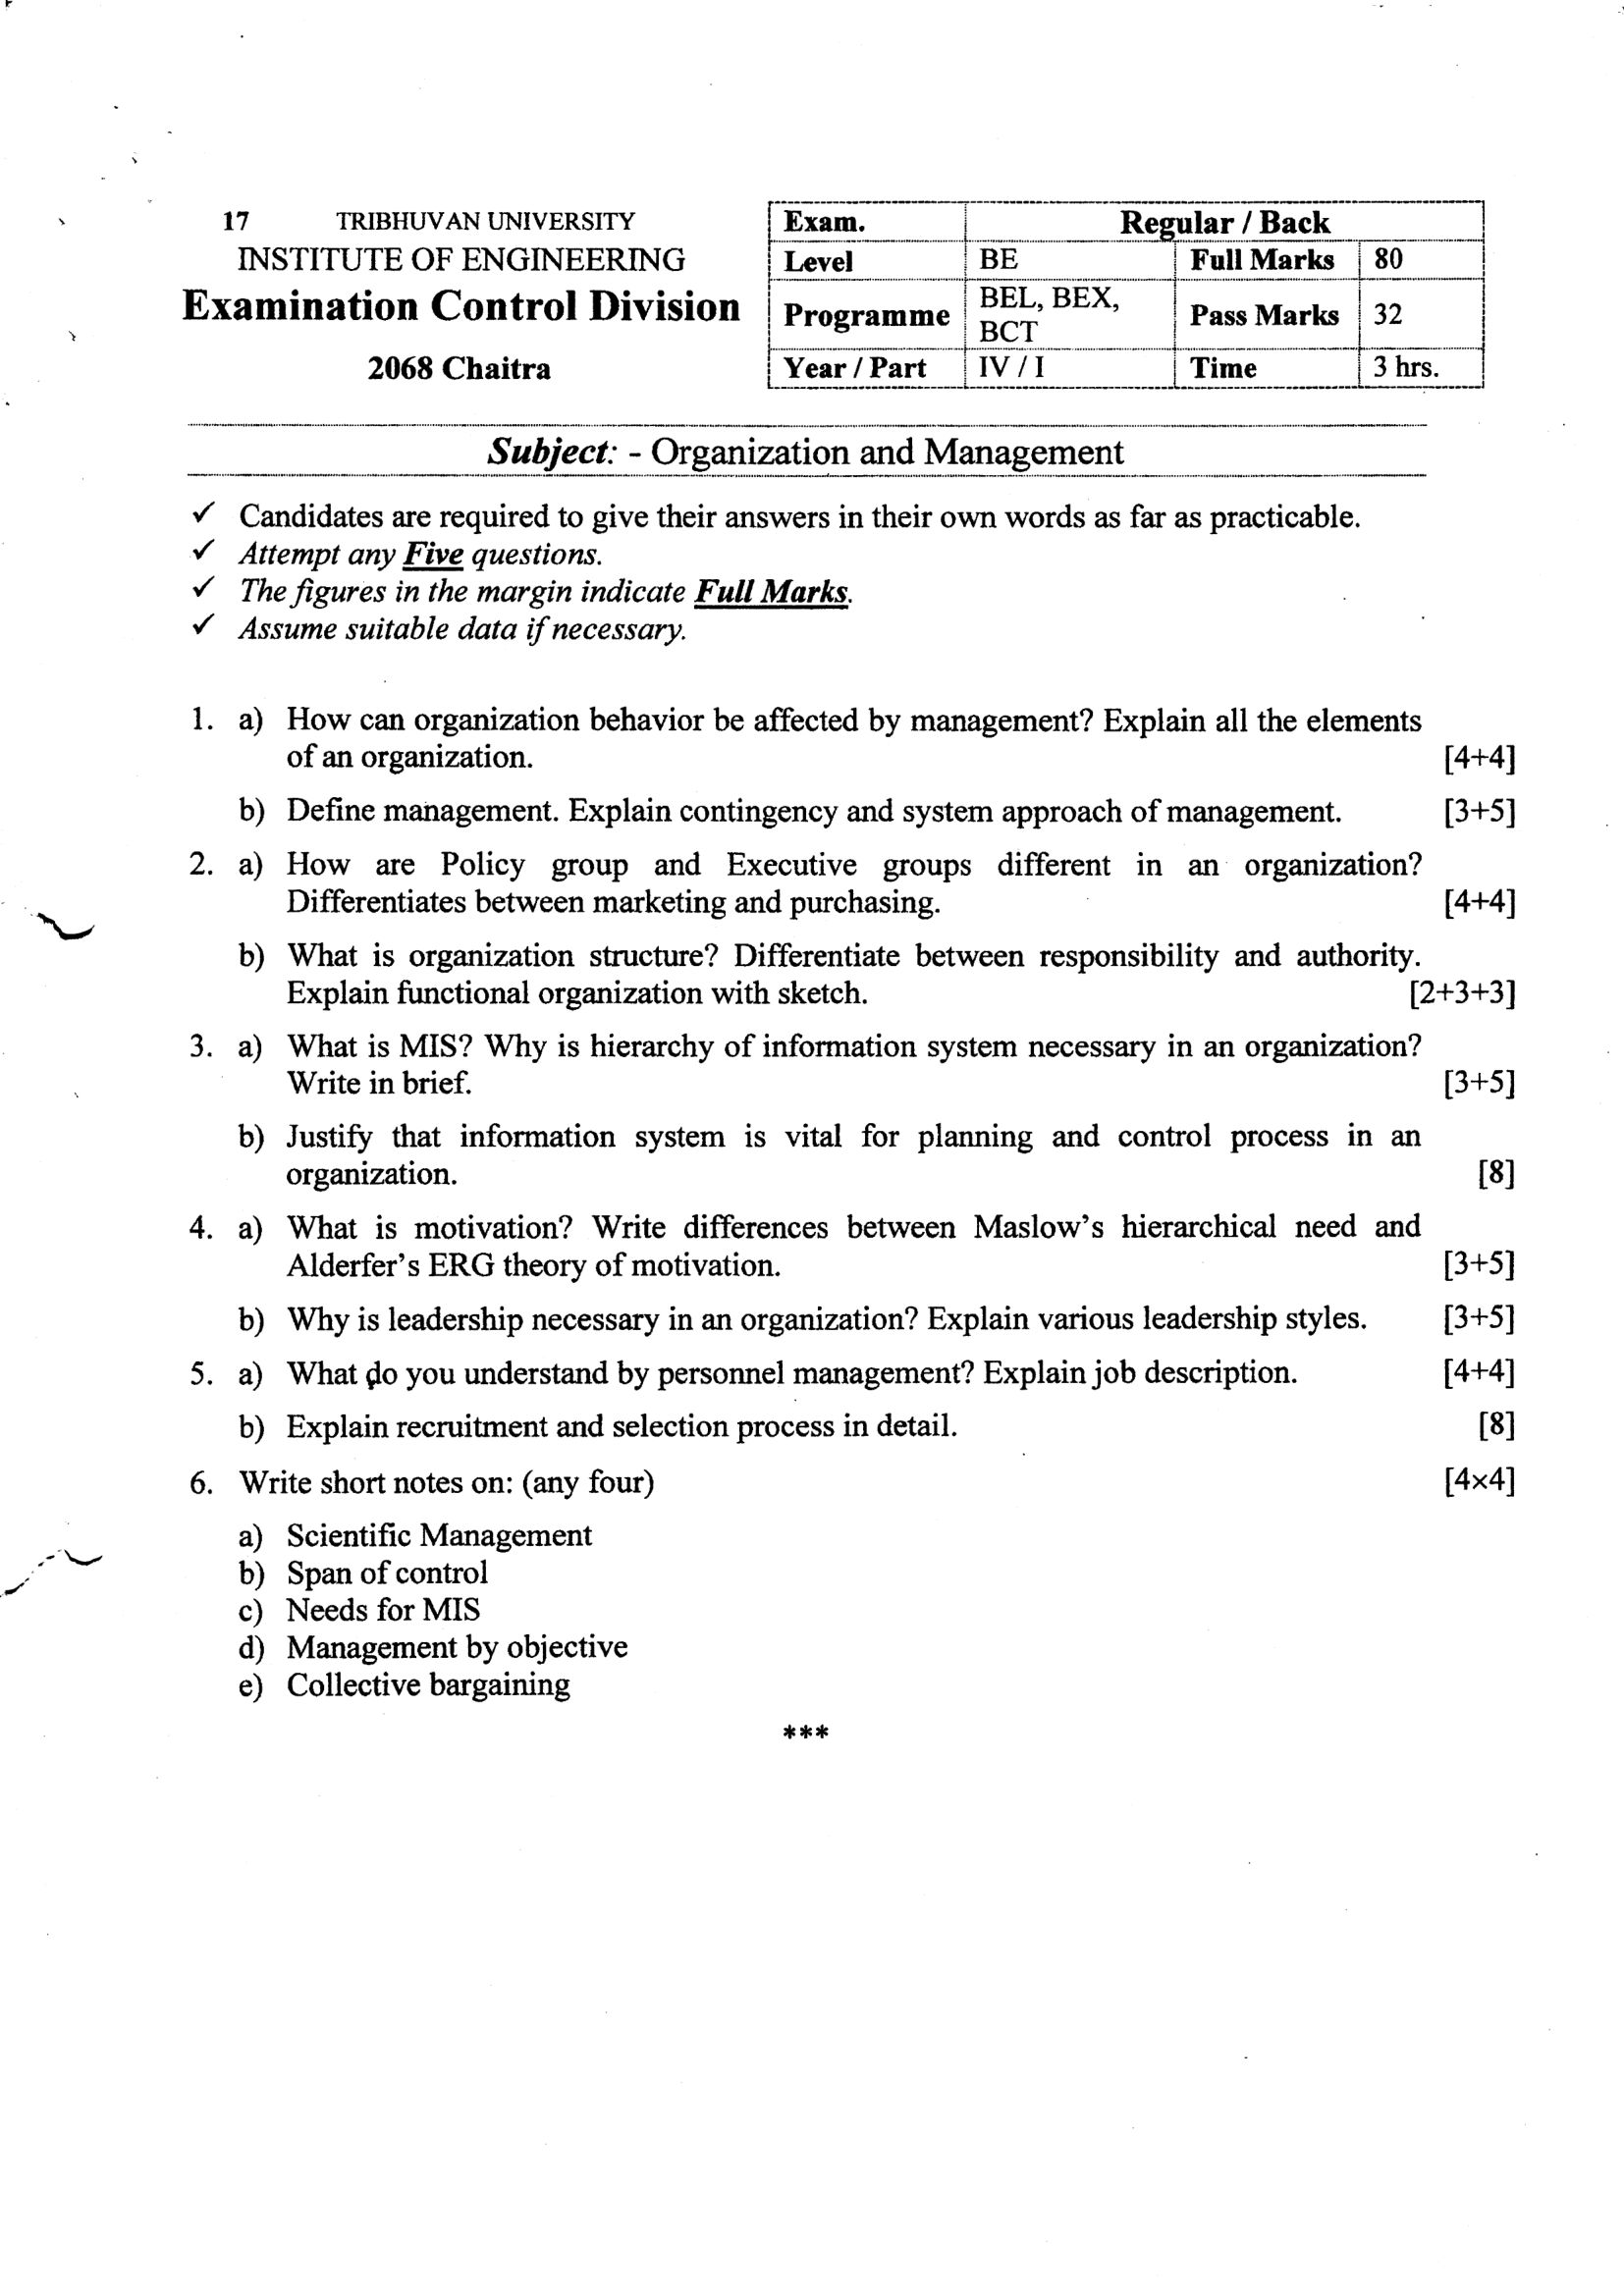 17 TRIBHUVAN UNIVERSITY
INSTITUTE OF ENGINEERING
Examination Control Division
2068 Chaitra
Exam. Regular / Back
Level BE Full Marks 80
Programme BEL, BEX, BCT Pass Marks 32
Year / Part IV / I Time 3 hrs.
Subject: - Organization and Management
✓ Candidates are required to give their answers in their own words as far as practicable.
✓ Attempt any Five questions.
✓ The figures in the margin indicate Full Marks.
✓ Assume suitable data if necessary.
1. a) How can organization behavior be affected by management? Explain all the elements
of an organization. [4+4]
b) Define management. Explain contingency and system approach of management. [3+5]
2. a) How are Policy group and Executive groups different in an organization?
Differentiates between marketing and purchasing. [4+4]
b) What is organization structure? Differentiate between responsibility and authority.
Explain functional organization with sketch. [2+3+3]
3. a) What is MIS? Why is hierarchy of information system necessary in an organization?
Write in brief. [3+5]
b) Justify that information system is vital for planning and control process in an
organization. [8]
4. a) What is motivation? Write differences between Maslow's hierarchical need and
Alderfer's ERG theory of motivation. [3+5]
b) Why is leadership necessary in an organization? Explain various leadership styles. [3+5]
5. a) What do you understand by personnel management? Explain job description. [4+4]
b) Explain recruitment and selection process in detail. [8]
6. Write short notes on: (any four) [4×4]
a) Scientific Management
b) Span of control
c) Needs for MIS
d) Management by objective
e) Collective bargaining
***